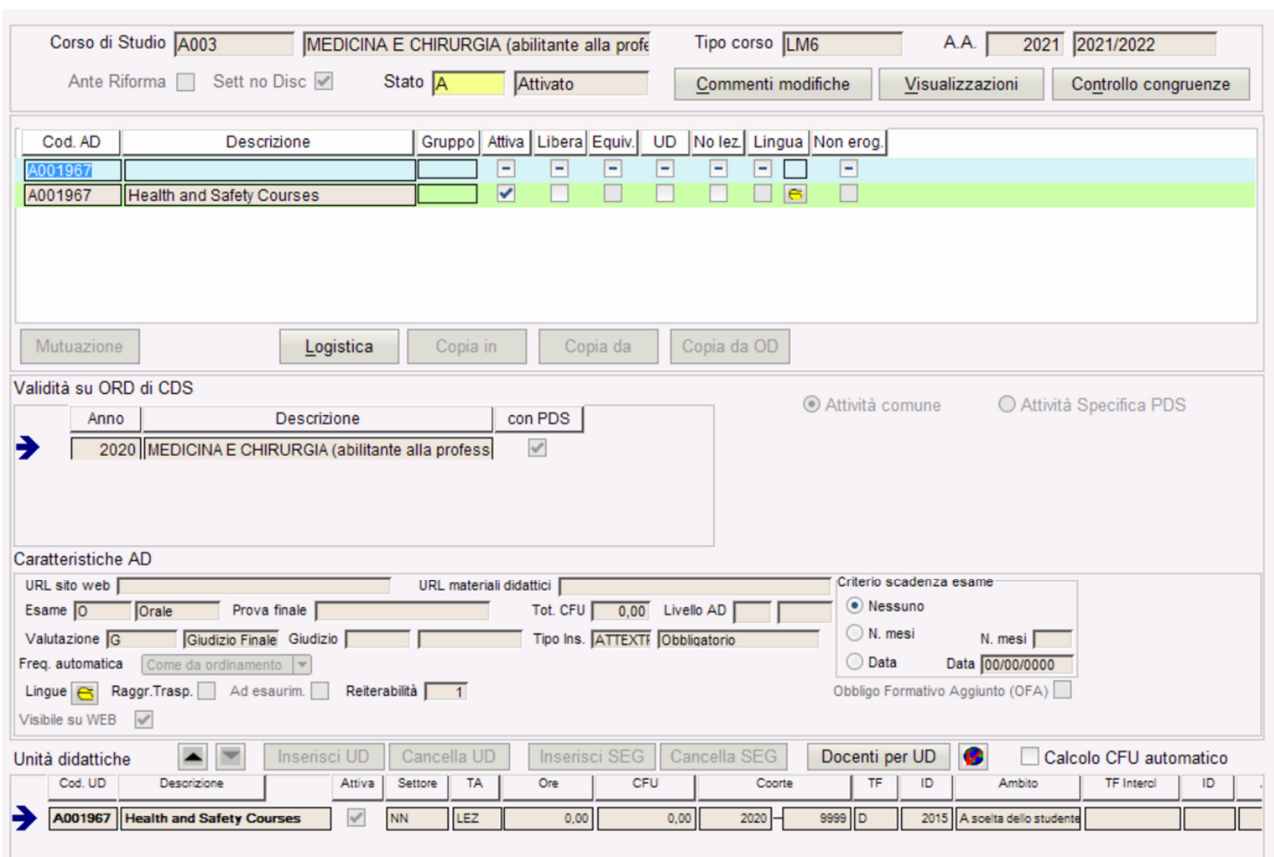 Corso di Studio A003 MEDICINA E CHIRURGIA (abilitante alla profe Tipo corso LM6 A.A. 2021 2021/2022
Ante Riforma Sett no Disc Stato A Attivato Commenti modifiche Visualizzazioni Controllo congruenze
Cod. AD Descrizione Gruppo Attiva Libera Equiv. UD No lez. Lingua Non erog.
A001967
A001967 Health and Safety Courses
Mutuazione Logistica Copia in Copia da Copia da OD
Validità su ORD di CDS
Attività comune Attività Specifica PDS
Anno Descrizione con PDS
2020 MEDICINA E CHIRURGIA (abilitante alla profess
Caratteristiche AD
URL sito web URL materiali didattici Criterio scadenza esame
Esame O Orale Prova finale Tot. CFU 0,00 Livello AD Nessuno
Valutazione G Giudizio Finale Giudizio Tipo Ins. ATTEXTR Obbligatorio N. mesi N. mesi
Freq. automatica Come da ordinamento Data Data 00/00/0000
Lingue Raggr.Trasp. Ad esaurim. Reiterabilità 1 Obbligo Formativo Aggiunto (OFA)
Visibile su WEB
Unità didattiche Inserisci UD Cancella UD Inserisci SEG Cancella SEG Docenti per UD Calcolo CFU automatico
Cod. UD Descrizione Attiva Settore TA Ore CFU Coorte TF ID Ambito TF Intercl ID
A001967 Health and Safety Courses NN LEZ 0,00 0,00 2020 – 9999 D 2015 A scelta dello studente